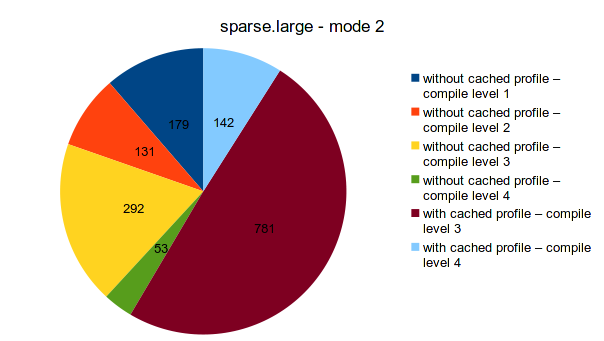 sparse.large - mode 2
179
142
131
292
53
781
without cached profile –
compile level 1
without cached profile –
compile level 2
without cached profile –
compile level 3
without cached profile –
compile level 4
with cached profile – compile
level 3
with cached profile – compile
level 4